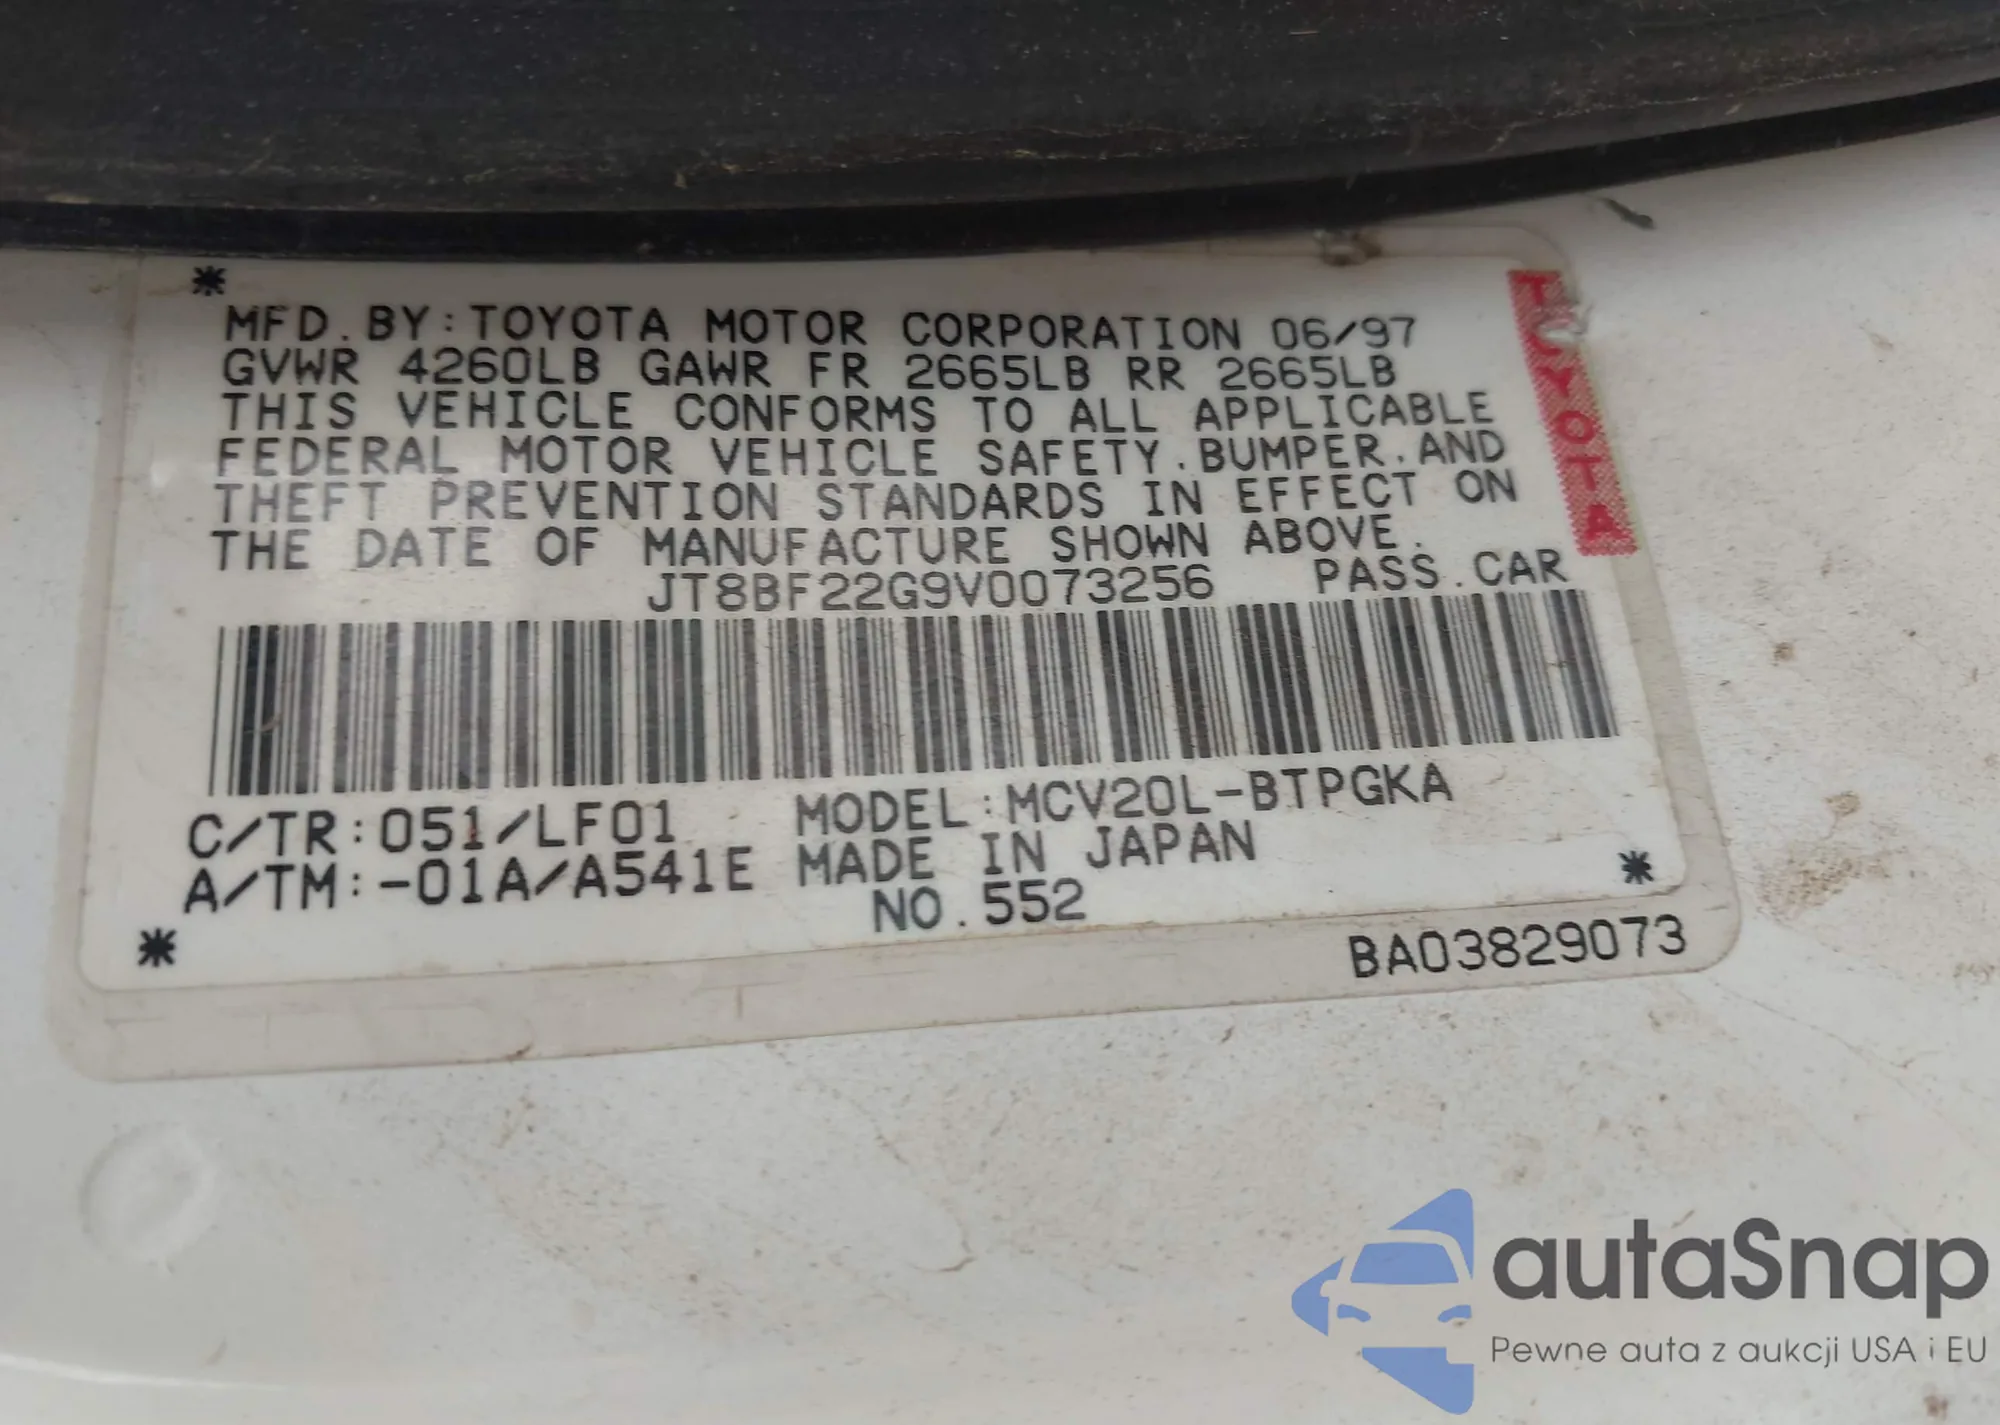 *
MFD. BY: TOYOTA MOTOR CORPORATION 06/97
GVWR 4260LB GAWR FR 2665LB RR 2665LB
THIS VEHICLE CONFORMS TO ALL APPLICABLE
FEDERAL MOTOR VEHICLE SAFETY. BUMPER. AND
THEFT PREVENTION STANDARDS IN EFFECT ON
THE DATE OF MANUFACTURE SHOWN ABOVE.
JT8BF22G9V0073256 PASS. CAR
TOYOTA
C/TR: 051/LF01 MODEL: MCV20L-BTPGKA
A/TM: -01A/A541E MADE IN JAPAN
NO. 552
* *
BA03829073
autaSnap
Pewne auta z aukcji USA i EU